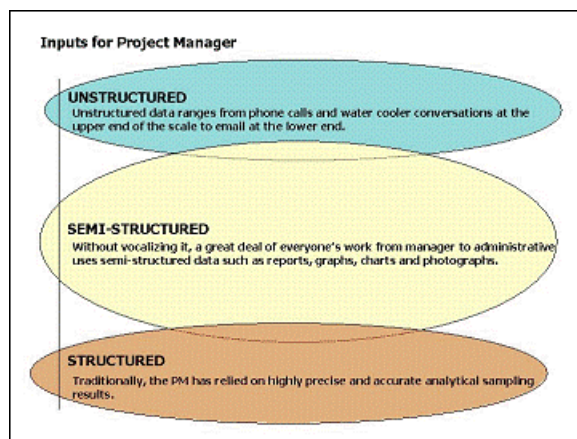 Inputs for Project Manager
UNSTRUCTURED
Unstructured data ranges from phone calls and water cooler conversations at the
upper end of the scale to email at the lower end.
SEMI-STRUCTURED
Without vocalizing it, a great deal of everyone's work from manager to administrative
uses semi-structured data such as reports, graphs, charts and photographs.
STRUCTURED
Traditionally, the PM has relied on highly precise and accurate analytical sampling
results.